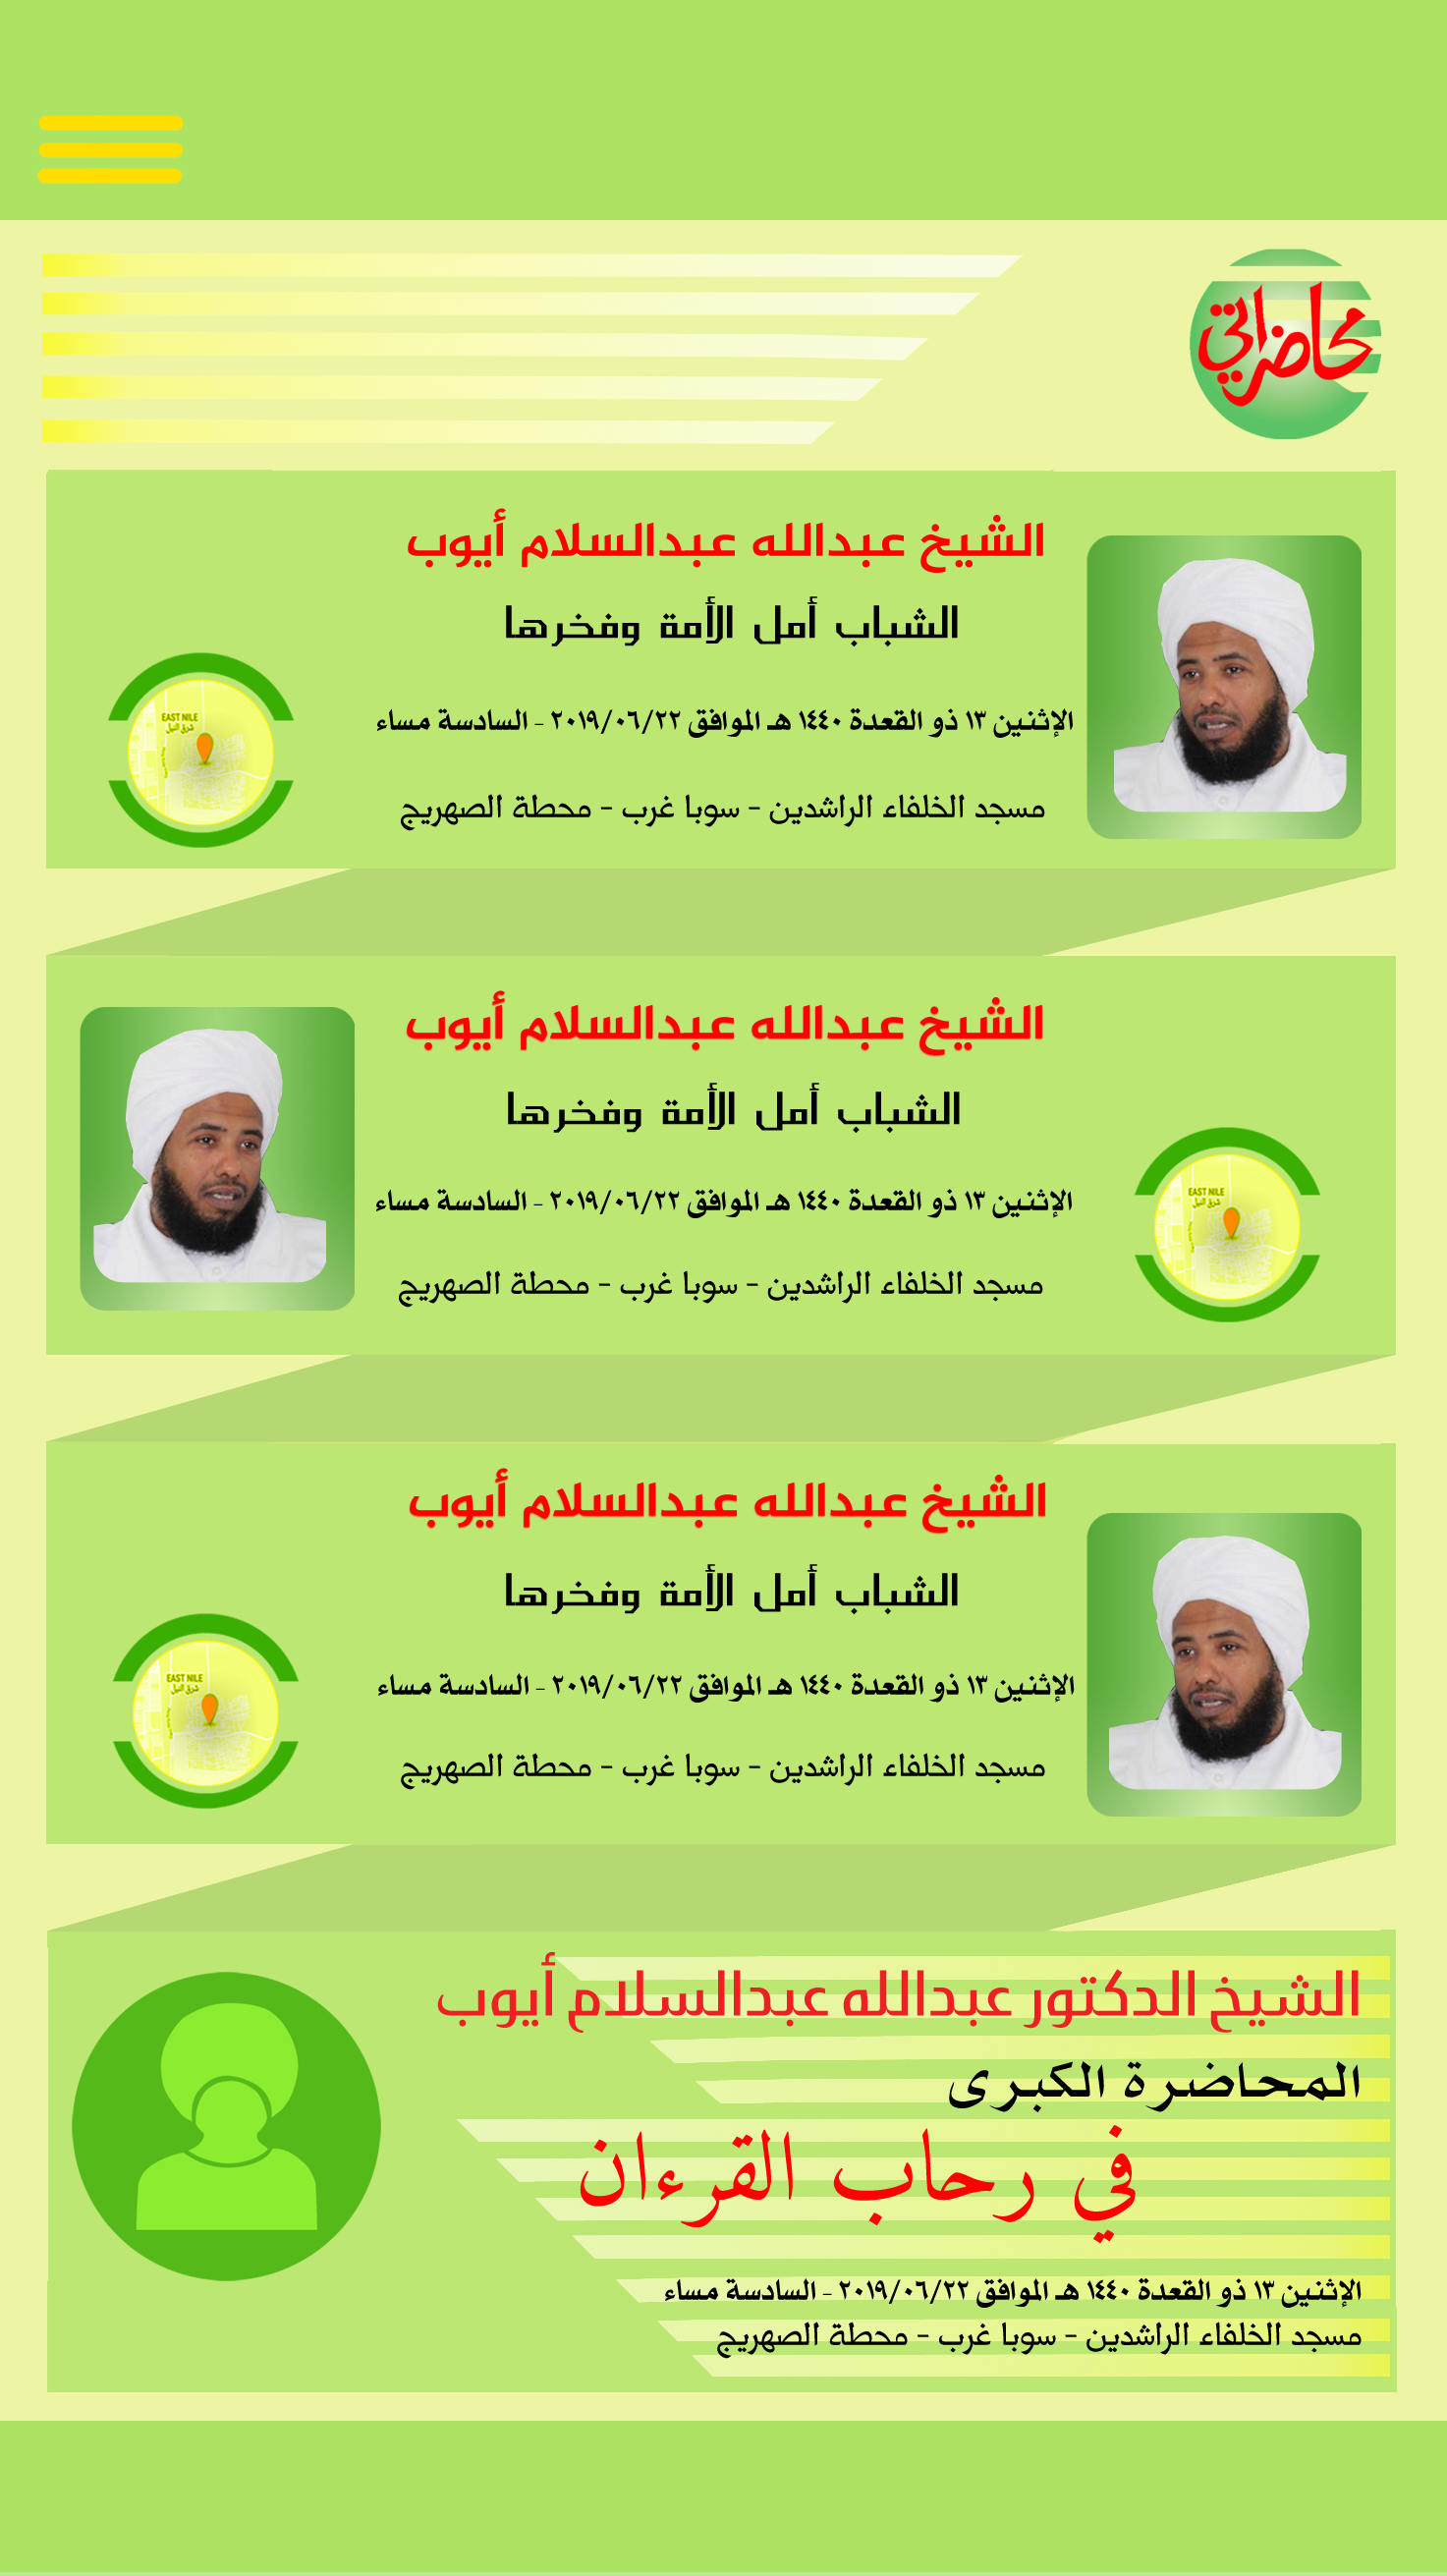 محاضراتي
الشيخ عبدالله عبدالسلام أيوب
الشباب أمل الأمة وفخرها
الإثنين ١٣ ذو القعدة ١٤٤٠ هـ الموافق ٢٠١٩/٠٦/٢٢ - السادسة مساء
مسجد الخلفاء الراشدين - سوبا غرب - محطة الصهريج
EAST NILE
شرق النيل
الشيخ عبدالله عبدالسلام أيوب
الشباب أمل الأمة وفخرها
الإثنين ١٣ ذو القعدة ١٤٤٠ هـ الموافق ٢٠١٩/٠٦/٢٢ - السادسة مساء
مسجد الخلفاء الراشدين - سوبا غرب - محطة الصهريج
EAST NILE
شرق النيل
الشيخ عبدالله عبدالسلام أيوب
الشباب أمل الأمة وفخرها
الإثنين ١٣ ذو القعدة ١٤٤٠ هـ الموافق ٢٠١٩/٠٦/٢٢ - السادسة مساء
مسجد الخلفاء الراشدين - سوبا غرب - محطة الصهريج
EAST NILE
شرق النيل
الشيخ الدكتور عبدالله عبدالسلام أيوب
المحاضرة الكبرى
في رحاب القرءان
الإثنين ١٣ ذو القعدة ١٤٤٠ هـ الموافق ٢٠١٩/٠٦/٢٢ - السادسة مساء
مسجد الخلفاء الراشدين - سوبا غرب - محطة الصهريج